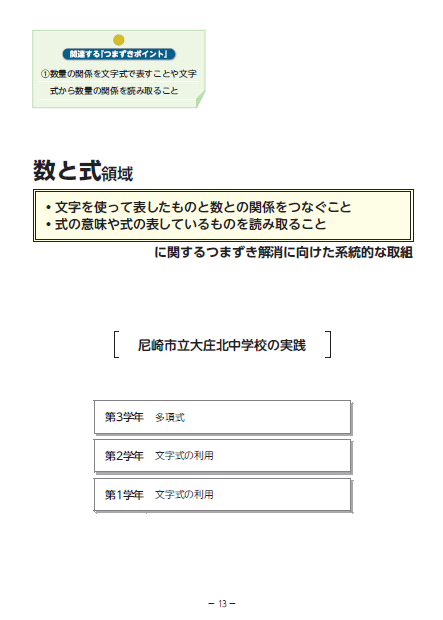 関連する『つまずきポイント』
①数量の関係を文字式で表すことや文字
式から数量の関係を読み取ること
数と式領域
・文字を使って表したものと数との関係をつなぐこと
・式の意味や式の表しているものを読み取ること
に関するつまずき解消に向けた系統的な取組
尼崎市立大庄北中学校の実践
第3学年 多項式
第2学年 文字式の利用
第1学年 文字式の利用
− 13 −